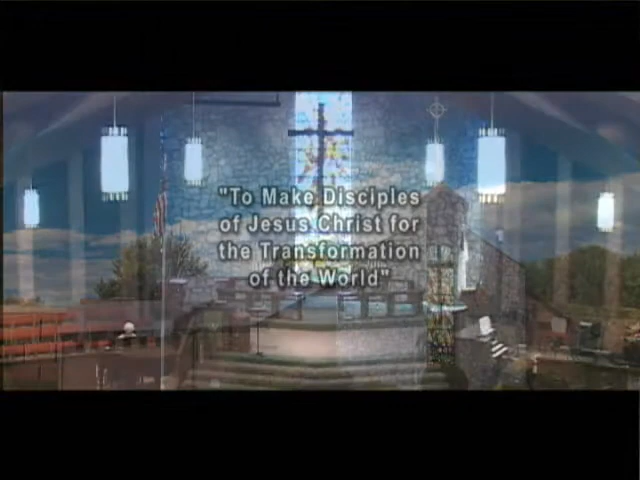 "To Make Disciples
of Jesus Christ for
the Transformation
of the World"